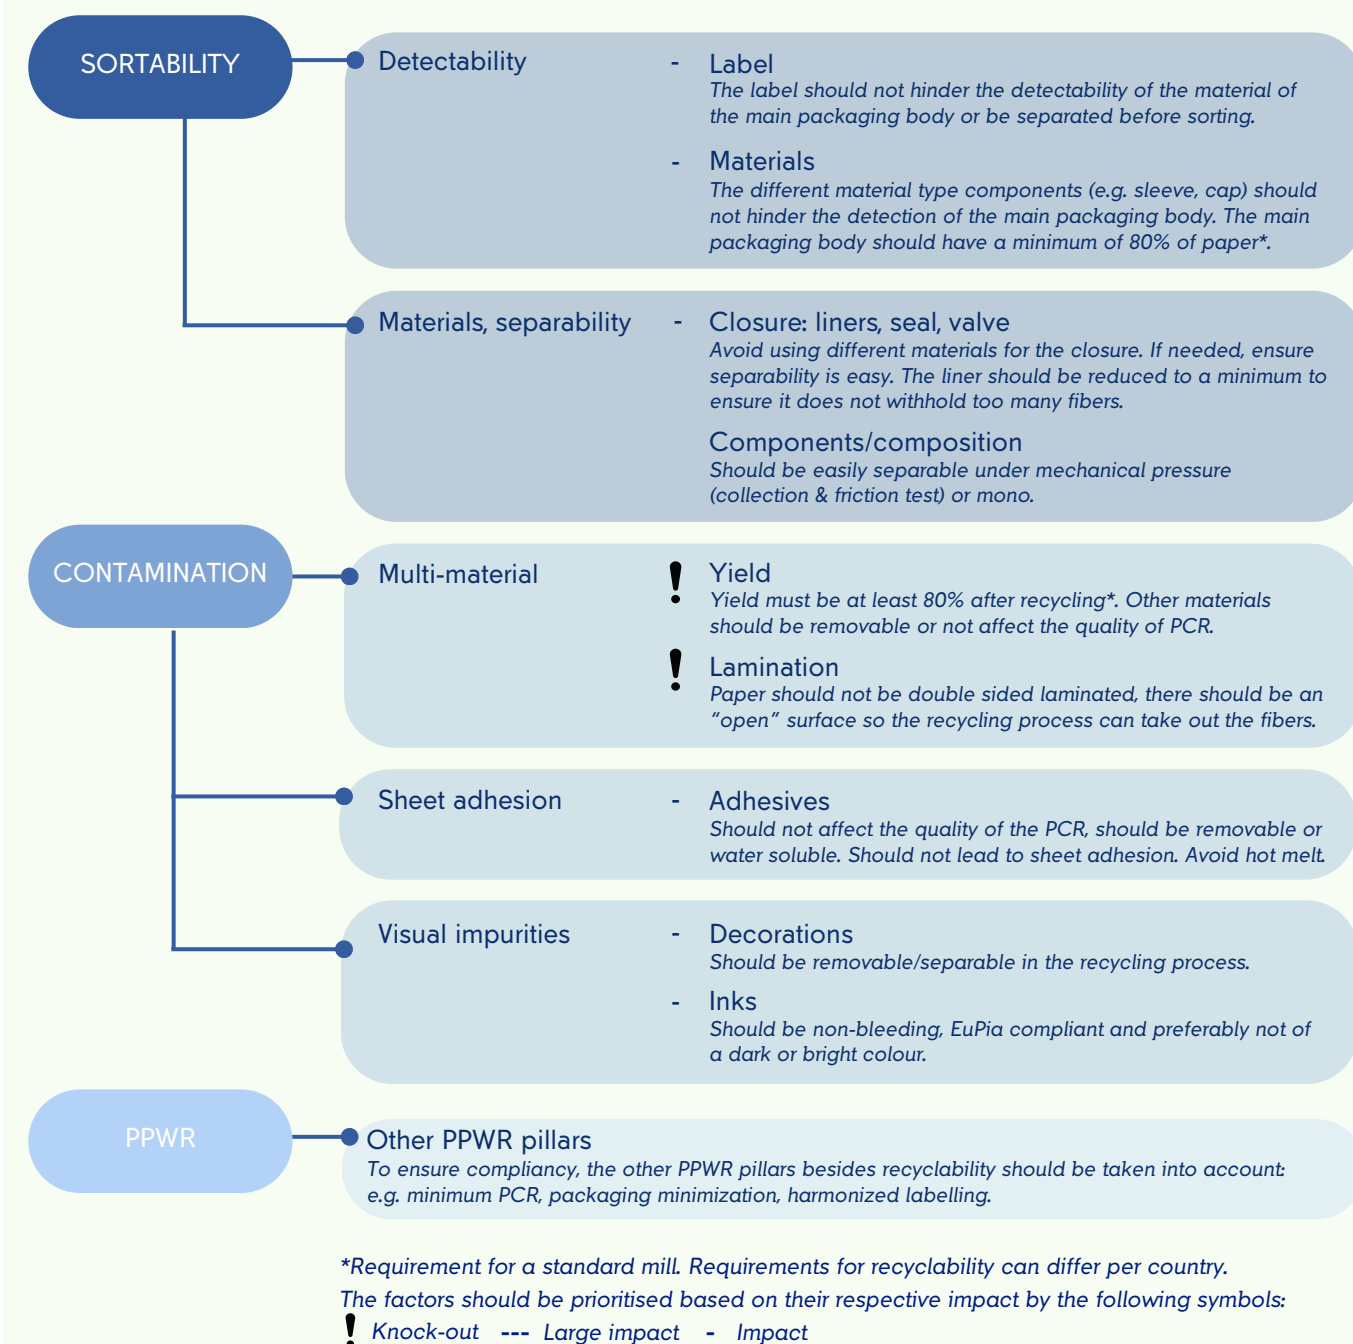 SORTABILITY
Detectability
- Label
The label should not hinder the detectability of the material of
the main packaging body or be separated before sorting.
- Materials
The different material type components (e.g. sleeve, cap) should
not hinder the detection of the main packaging body. The main
packaging body should have a minimum of 80% of paper*.
Materials, separability
- Closure: liners, seal, valve
Avoid using different materials for the closure. If needed, ensure
separability is easy. The liner should be reduced to a minimum to
ensure it does not withhold too many fibers.
Components/composition
Should be easily separable under mechanical pressure
(collection & friction test) or mono.
CONTAMINATION
Multi-material
! Yield
Yield must be at least 80% after recycling*. Other materials
should be removable or not affect the quality of PCR.
! Lamination
Paper should not be double sided laminated, there should be an
"open" surface so the recycling process can take out the fibers.
Sheet adhesion
- Adhesives
Should not affect the quality of the PCR, should be removable or
water soluble. Should not lead to sheet adhesion. Avoid hot melt.
Visual impurities
- Decorations
Should be removable/separable in the recycling process.
- Inks
Should be non-bleeding, EuPia compliant and preferably not of
a dark or bright colour.
PPWR
Other PPWR pillars
To ensure compliancy, the other PPWR pillars besides recyclability should be taken into account:
e.g. minimum PCR, packaging minimization, harmonized labelling.
*Requirement for a standard mill. Requirements for recyclability can differ per country.
The factors should be prioritised based on their respective impact by the following symbols:
! Knock-out --- Large impact - Impact